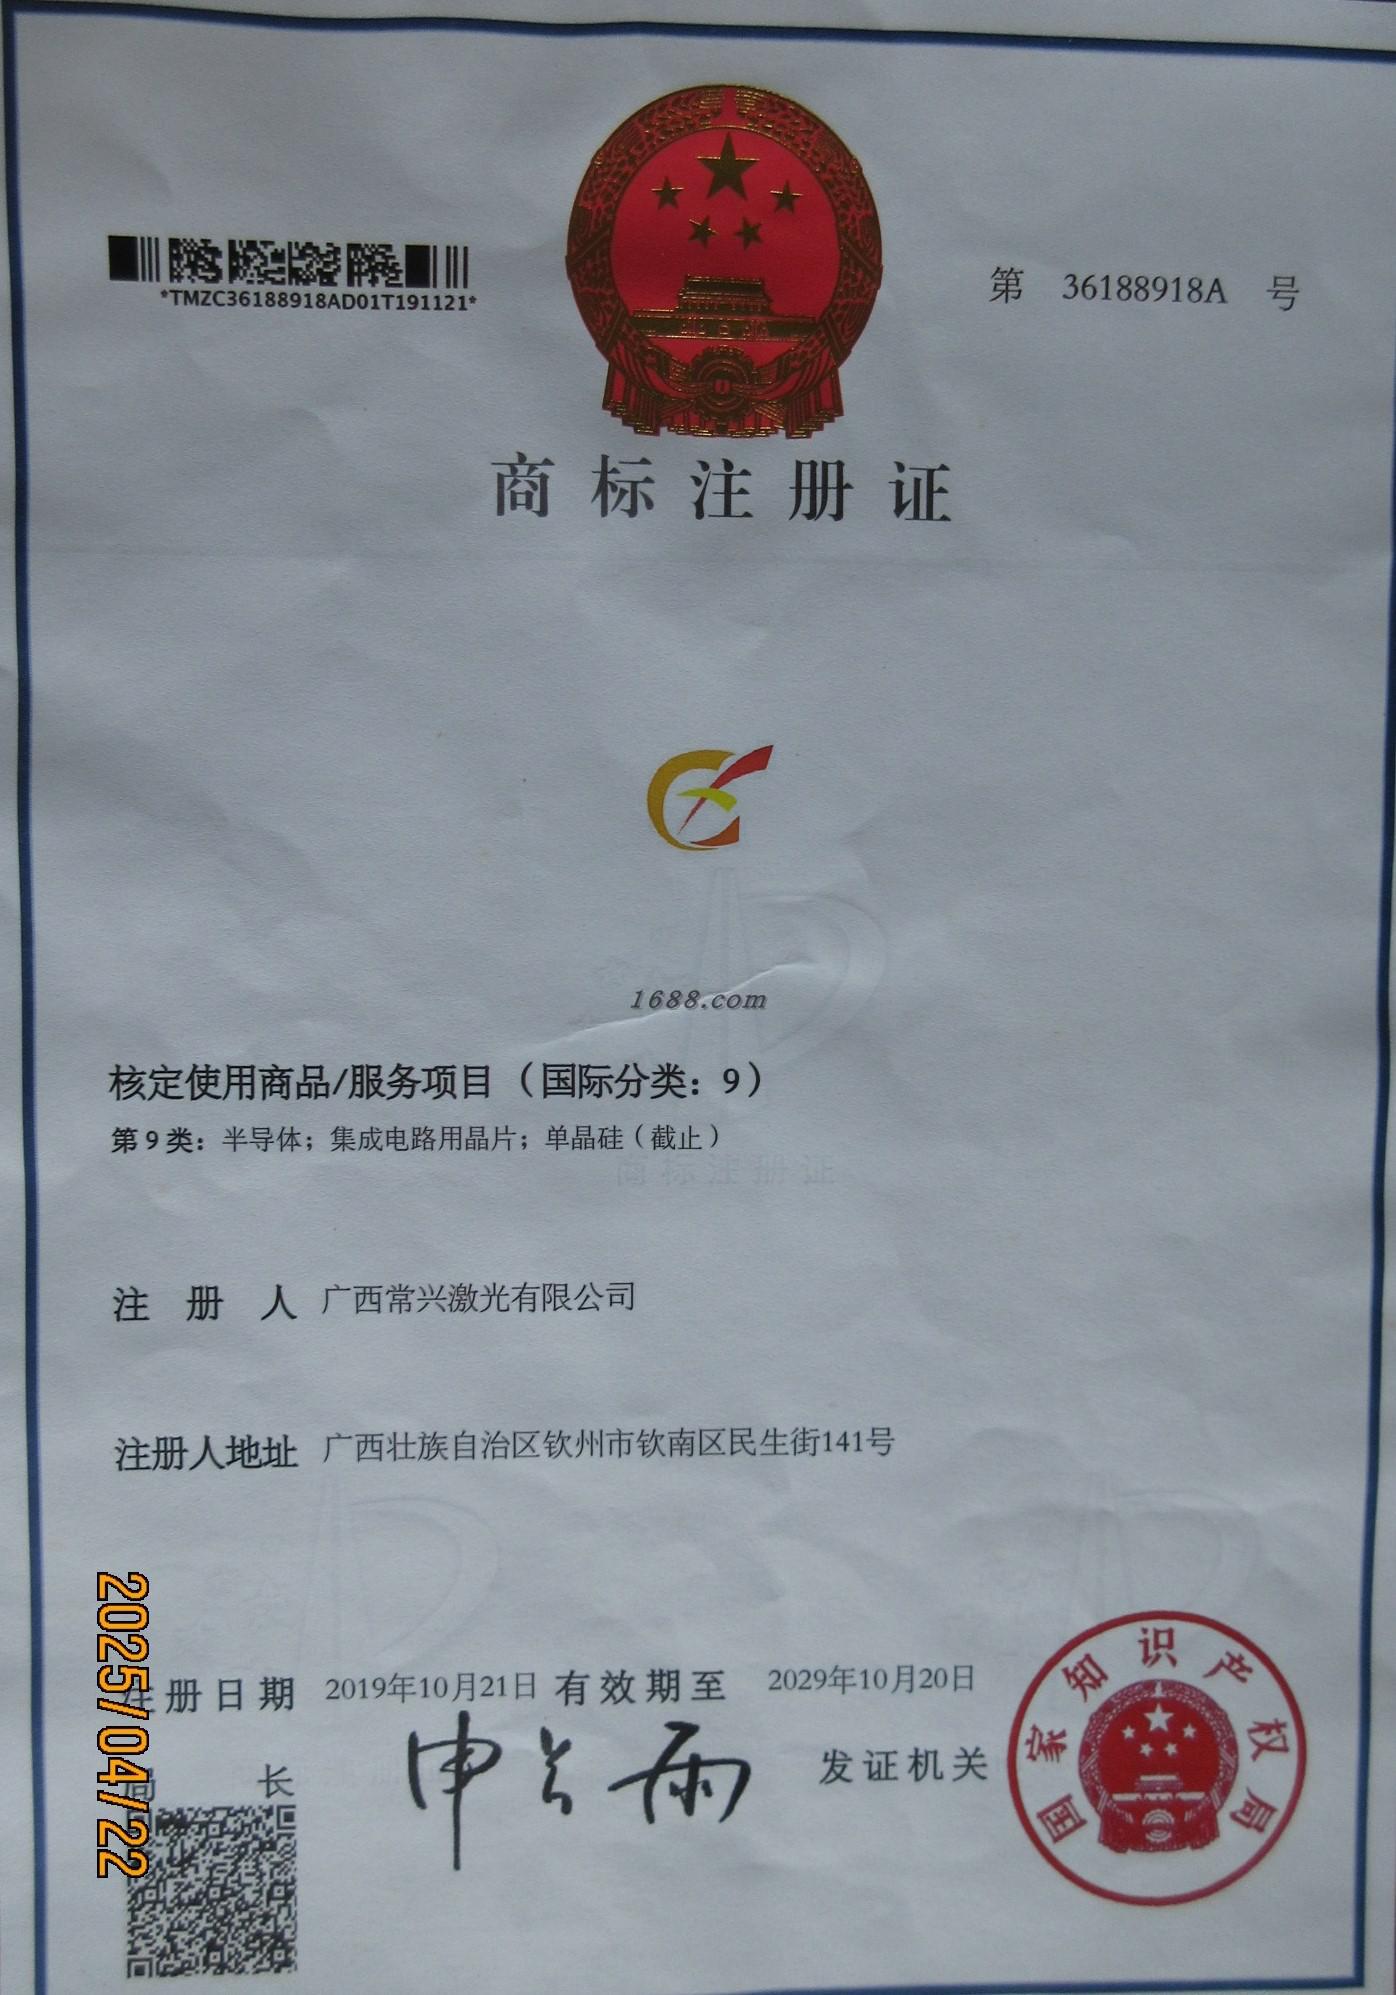 *TMZC36188918AD01T191121*
第 36188918A 号
商标注册证
1688.com
核定使用商品/服务项目（国际分类：9）
第9类：半导体；集成电路用晶片；单晶硅（截止）
商标注册证
注册人 广西常兴激光有限公司
注册人地址 广西壮族自治区钦州市钦南区民生街141号
注册日期 2019年10月21日 有效期至 2029年10月20日
局长 申长雨 发证机关
国家知识产权局
2025/04/22